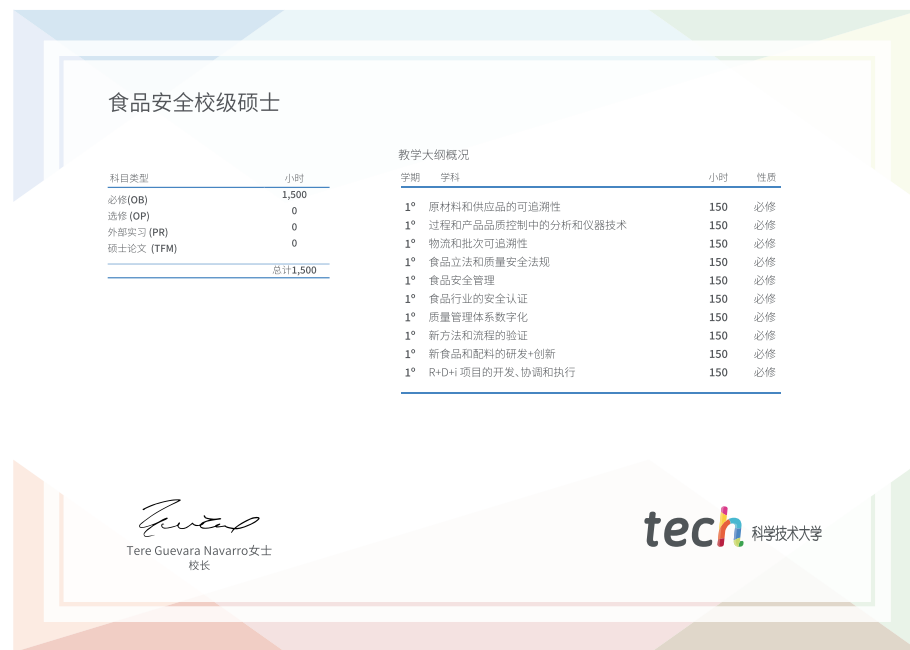 食品安全校级硕士
科目类型 小时
必修(OB) 1,500
选修 (OP) 0
外部实习 (PR) 0
硕士论文 (TFM) 0
总计1,500
教学大纲概况
学期 学科 小时 性质
1º 原材料和供应品的可追溯性 150 必修
1º 过程和产品品质控制中的分析和仪器技术 150 必修
1º 物流和批次可追溯性 150 必修
1º 食品立法和质量安全法规 150 必修
1º 食品安全管理 150 必修
1º 食品行业的安全认证 150 必修
1º 质量管理体系数字化 150 必修
1º 新方法和流程的验证 150 必修
1º 新食品和配料的研发+创新 150 必修
1º R+D+i 项目的开发、协调和执行 150 必修
Tere Guevara Navarro女士
校长
tech 科学技术大学